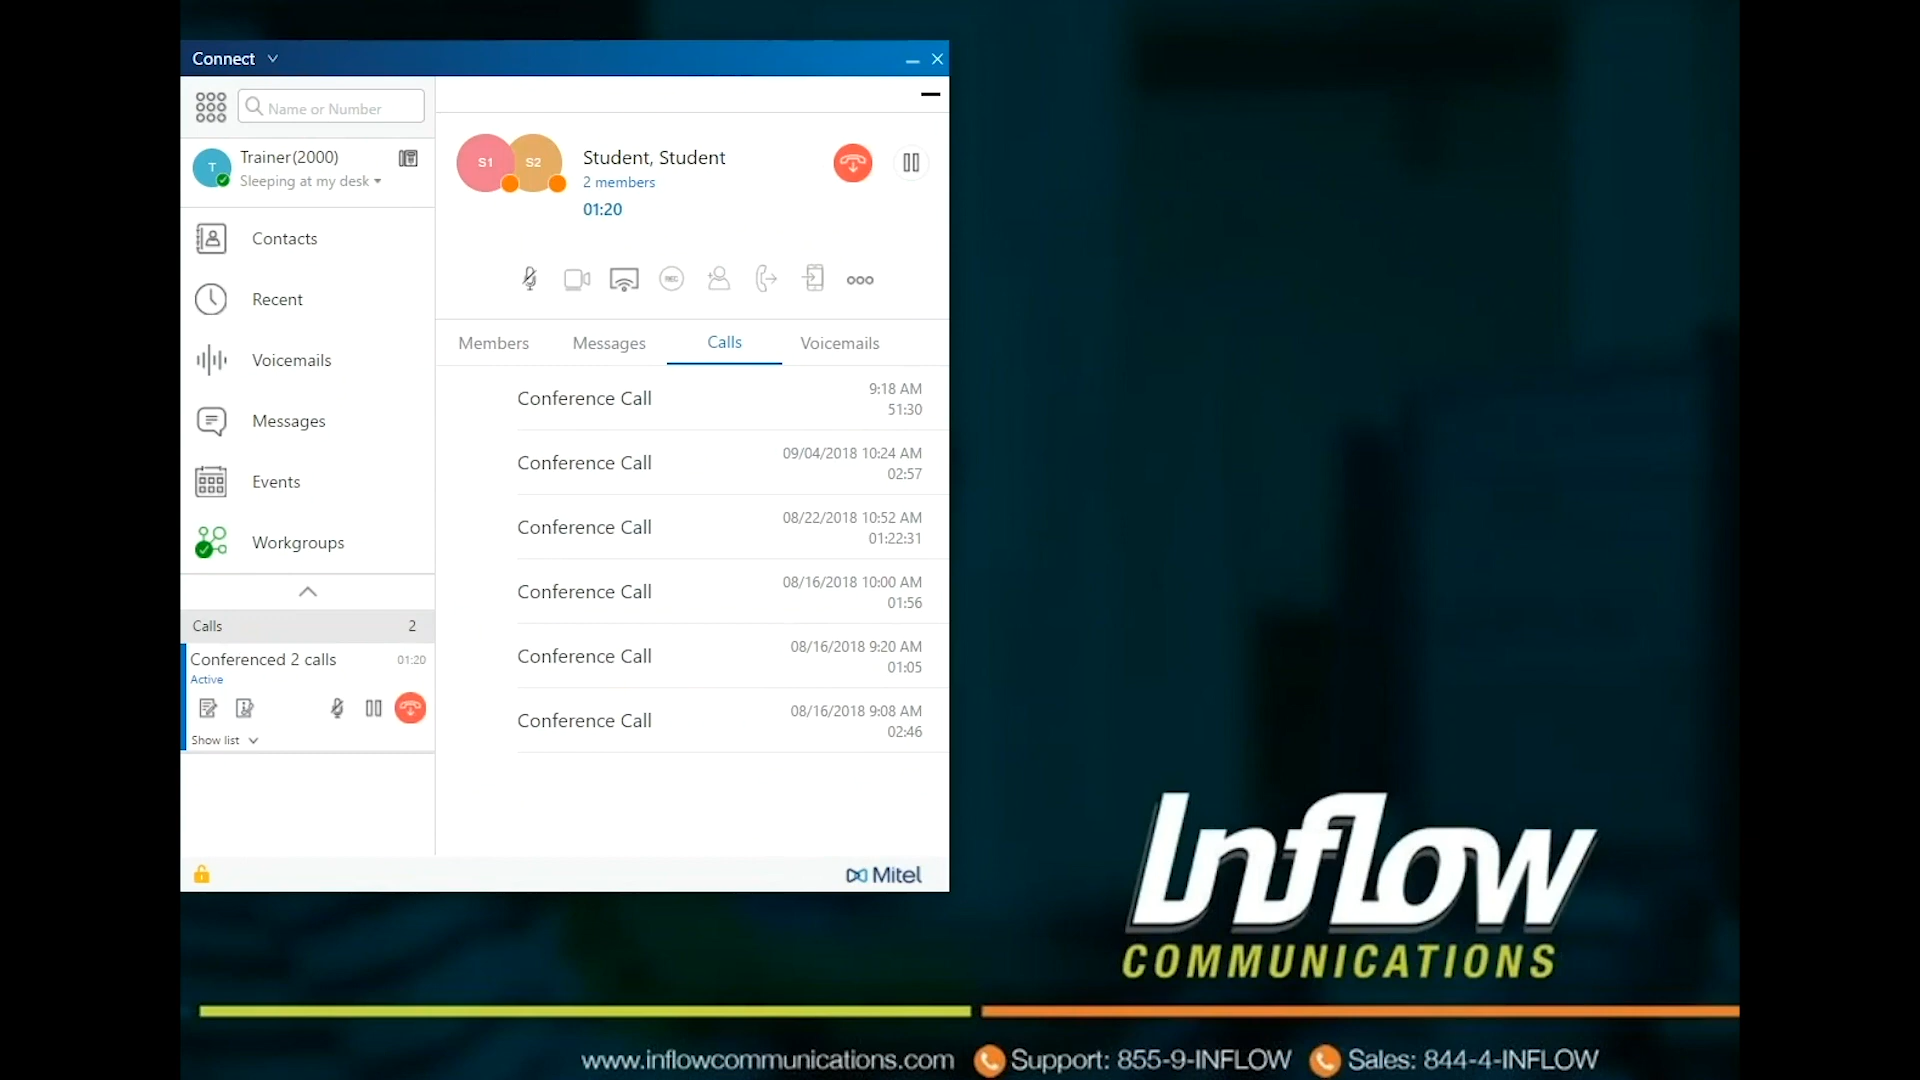 Connect
Name or Number
T
Trainer(2000)
Sleeping at my desk
Contacts
Recent
Voicemails
Messages
Events
Workgroups
Calls 2
Conferenced 2 calls 01:20
Active
Show list
S1 S2
Student, Student
2 members
01:20
REC
Members Messages Calls Voicemails
Conference Call 9:18 AM
51:30
Conference Call 09/04/2018 10:24 AM
02:57
Conference Call 08/22/2018 10:52 AM
01:22:31
Conference Call 08/16/2018 10:00 AM
01:56
Conference Call 08/16/2018 9:20 AM
01:05
Conference Call 08/16/2018 9:08 AM
02:46
Mitel
Inflow
COMMUNICATIONS
www.inflowcommunications.com Support: 855-9-INFLOW Sales: 844-4-INFLOW